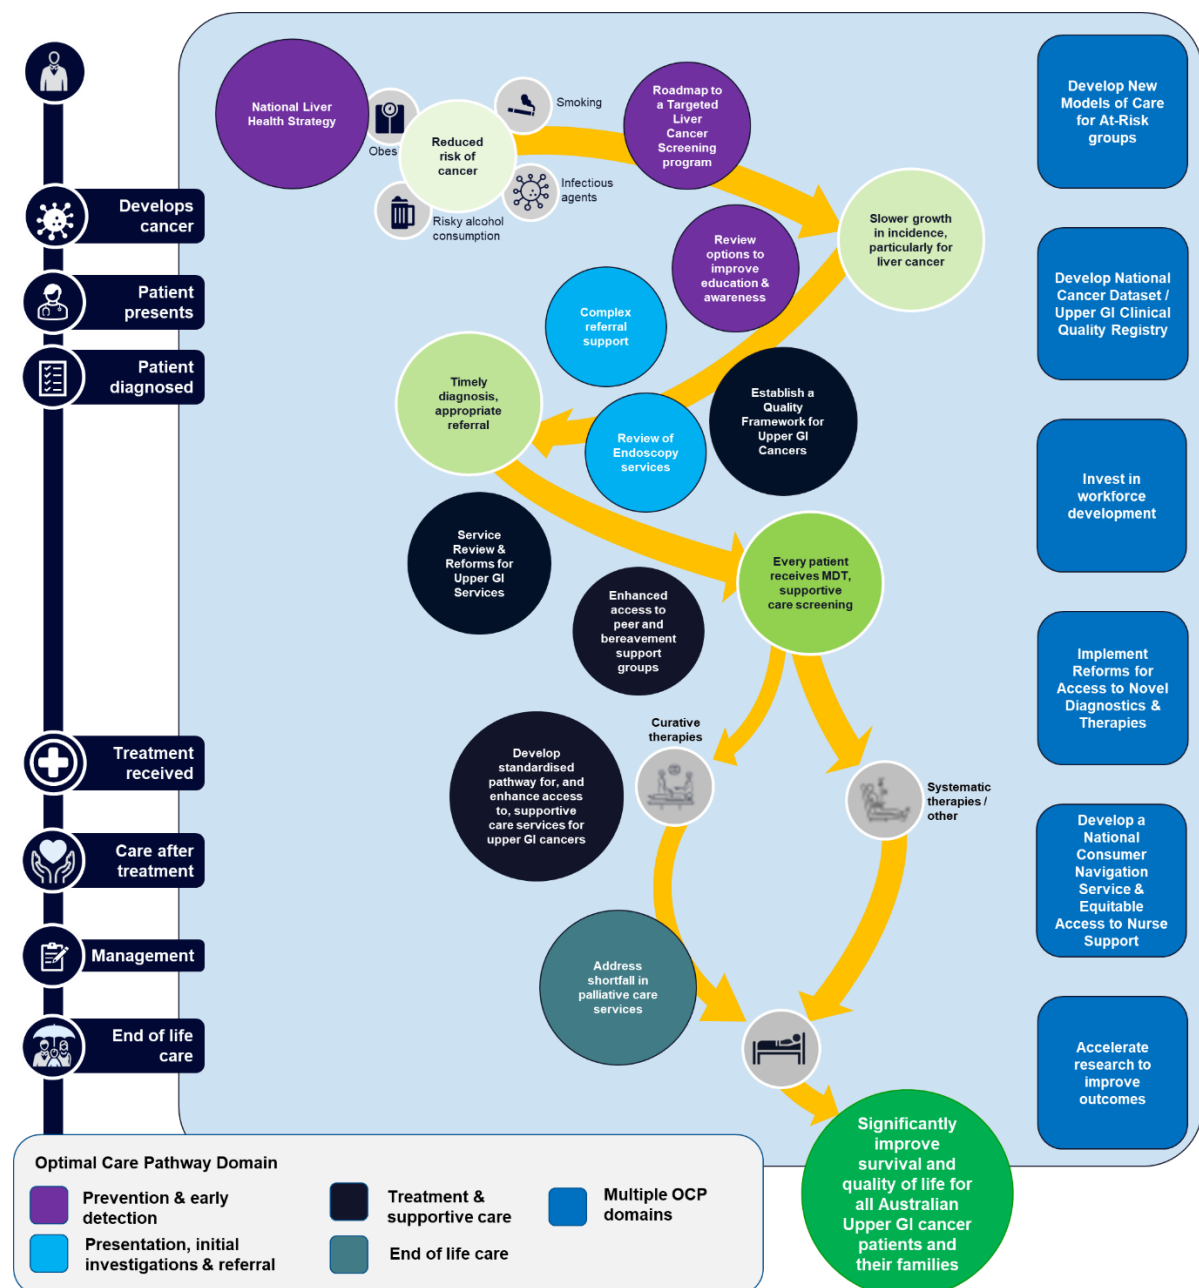 National Liver
Health Strategy
Obes
Reduced
risk of
cancer
Smoking
Infectious
agents
Risky alcohol
consumption
Roadmap to
a Targeted
Liver
Cancer
Screening
program
Develop New
Models of Care
for At-Risk
groups
Develops
cancer
Slower growth
in incidence,
particularly for
liver cancer
Review
options to
improve
education &
awareness
Patient
presents
Complex
referral
support
Develop National
Cancer Dataset /
Upper GI Clinical
Quality Registry
Patient
diagnosed
Timely
diagnosis,
appropriate
referral
Establish a
Quality
Framework for
Upper GI
Cancers
Review of
Endoscopy
services
Invest in
workforce
development
Service
Review &
Reforms for
Upper GI
Services
Every patient
receives MDT,
supportive
care screening
Enhanced
access to
peer and
bereavement
support
groups
Implement
Reforms for
Access to Novel
Diagnostics &
Therapies
Treatment
received
Curative
therapies
Develop
standardised
pathway for, and
enhance access
to, supportive
care services for
upper GI cancers
Systematic
therapies /
other
Care after
treatment
Develop a
National
Consumer
Navigation
Service &
Equitable
Access to Nurse
Support
Management
Address
shortfall in
palliative care
services
End of life
care
Accelerate
research to
improve
outcomes
Significantly
improve
survival and
quality of life for
all Australian
Upper GI cancer
patients and
their families
Optimal Care Pathway Domain
Prevention & early
detection
Treatment &
supportive care
Multiple OCP
domains
Presentation, initial
investigations & referral
End of life care